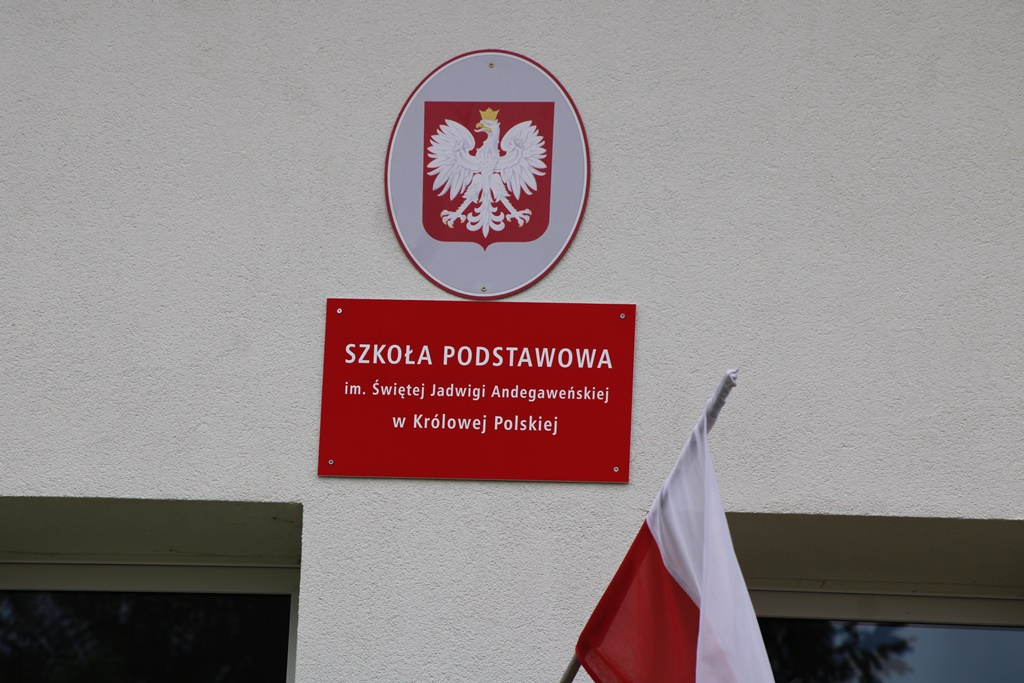 SZKOŁA PODSTAWOWA
im. Świętej Jadwigi Andegaweńskiej
w Królowej Polskiej